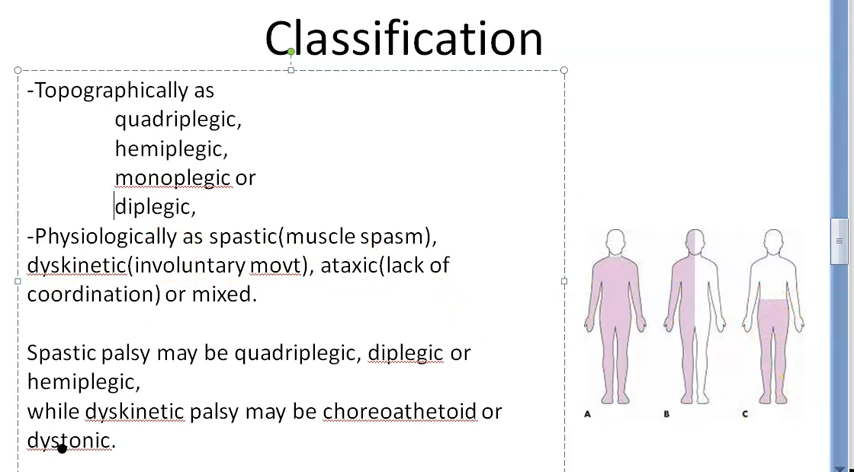 Classification
-Topographically as
quadriplegic,
hemiplegic,
monoplegic or
diplegic,
-Physiologically as spastic(muscle spasm),
dyskinetic(involuntary movt), ataxic(lack of
coordination) or mixed.
Spastic palsy may be quadriplegic, diplegic or
hemiplegic,
while dyskinetic palsy may be choreoathetoid or
dystonic.
A B C